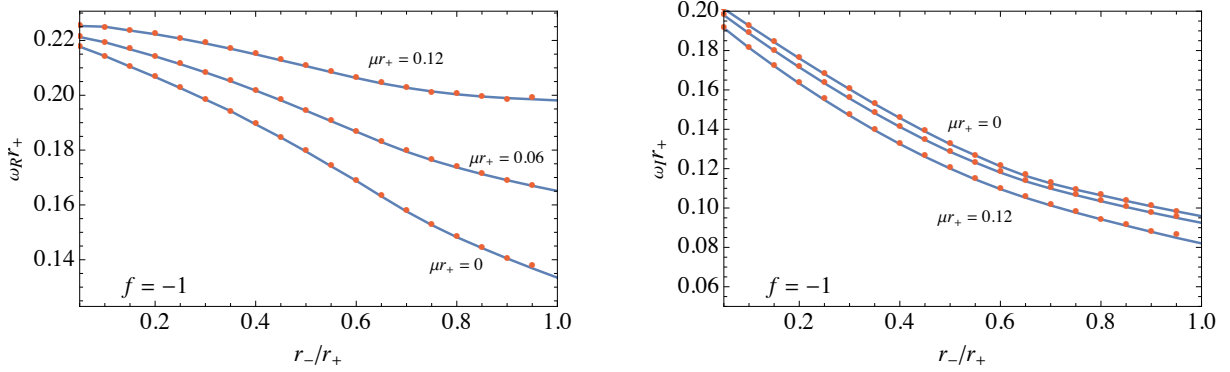 0.22
0.20
0.18
0.16
0.14
ω_R r_+
μr_+ = 0.12
μr_+ = 0.06
μr_+ = 0
f = −1
0.2 0.4 0.6 0.8 1.0
r_−/r_+
0.20
0.18
0.16
0.14
0.12
0.10
0.08
0.06
ω_I r_+
μr_+ = 0
μr_+ = 0.12
f = −1
0.2 0.4 0.6 0.8 1.0
r_−/r_+